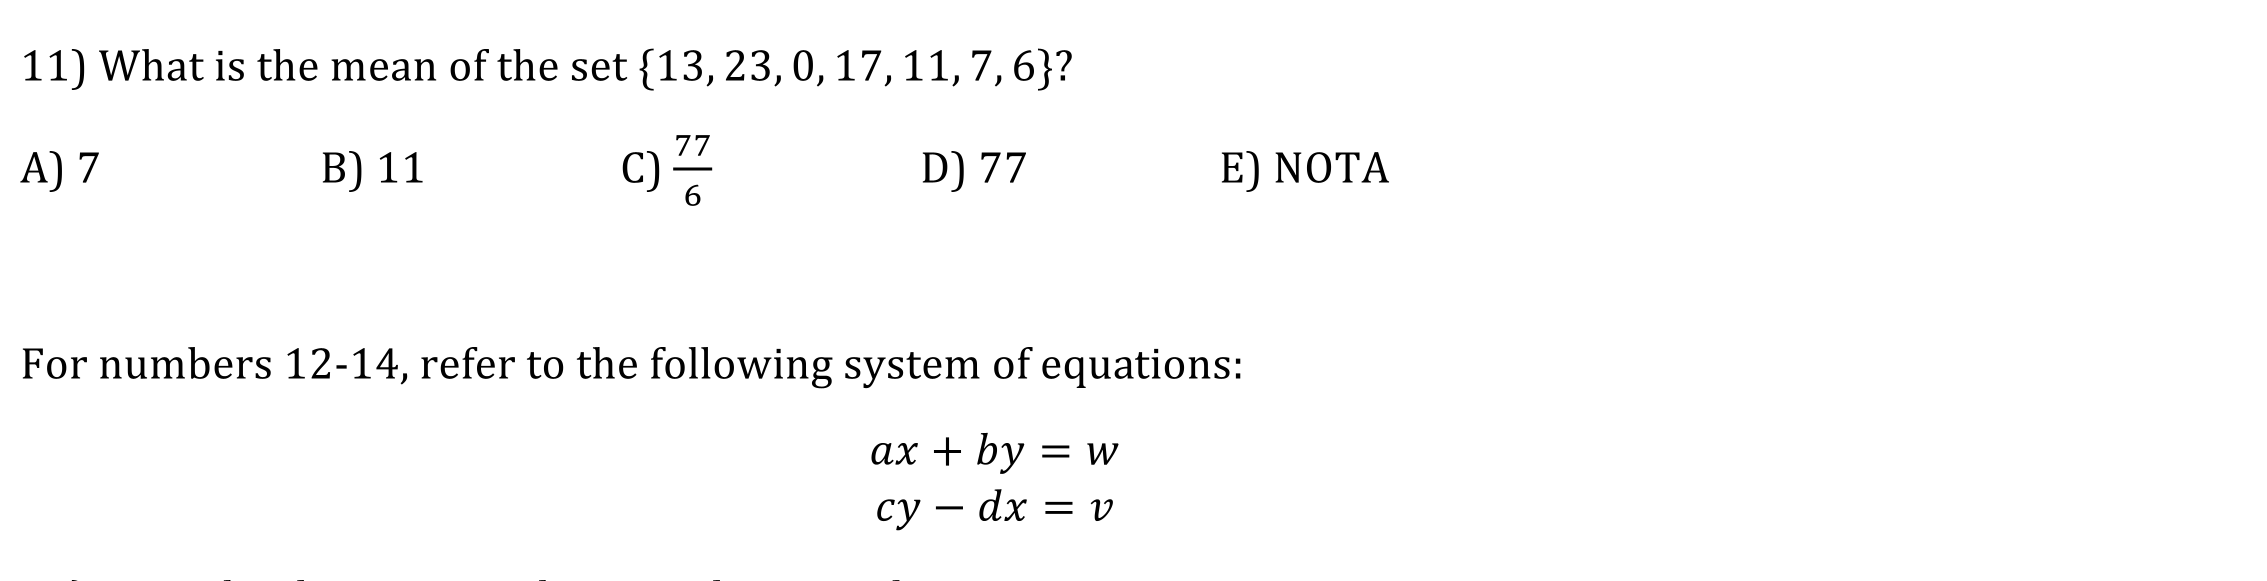 11) What is the mean of the set {13, 23, 0, 17, 11, 7, 6}?
A) 7 B) 11 C) 77/6 D) 77 E) NOTA
For numbers 12-14, refer to the following system of equations:
ax + by = w
cy − dx = v